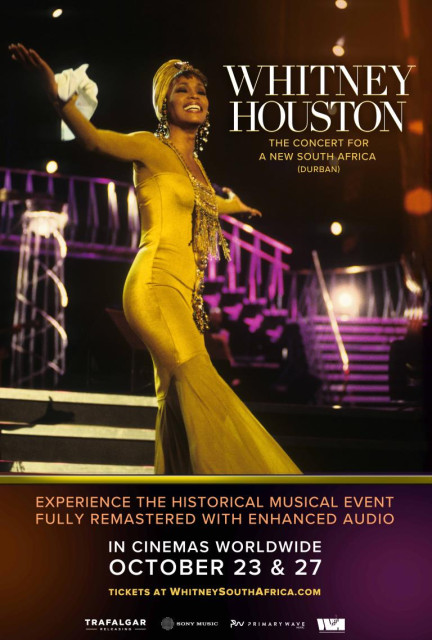 WHITNEY
HOUSTON
THE CONCERT FOR
A NEW SOUTH AFRICA
(DURBAN)
EXPERIENCE THE HISTORICAL MUSICAL EVENT
FULLY REMASTERED WITH ENHANCED AUDIO
IN CINEMAS WORLDWIDE
OCTOBER 23 & 27
TICKETS AT WHITNEYSOUTHAFRICA.COM
TRAFALGAR
RELEASING
SONY MUSIC
PRIMARY WAVE